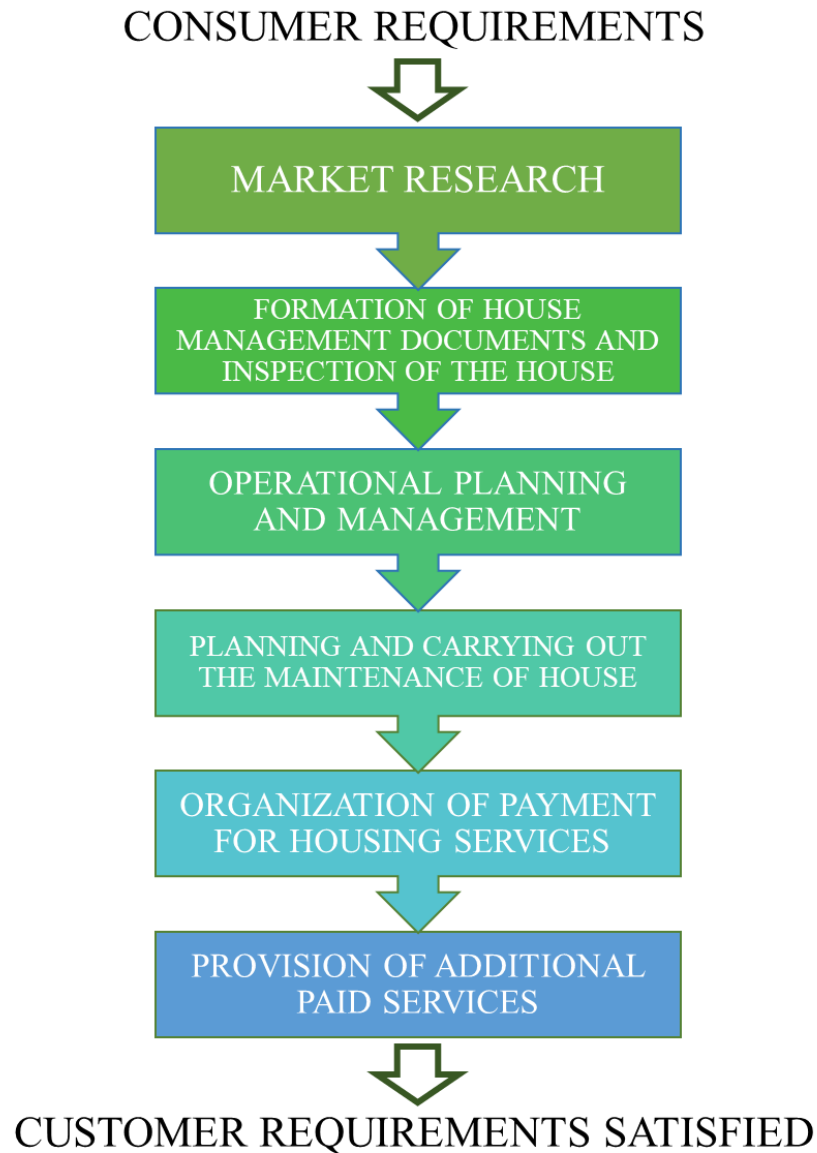 CONSUMER REQUIREMENTS
MARKET RESEARCH
FORMATION OF HOUSE
MANAGEMENT DOCUMENTS AND
INSPECTION OF THE HOUSE
OPERATIONAL PLANNING
AND MANAGEMENT
PLANNING AND CARRYING OUT
THE MAINTENANCE OF HOUSE
ORGANIZATION OF PAYMENT
FOR HOUSING SERVICES
PROVISION OF ADDITIONAL
PAID SERVICES
CUSTOMER REQUIREMENTS SATISFIED